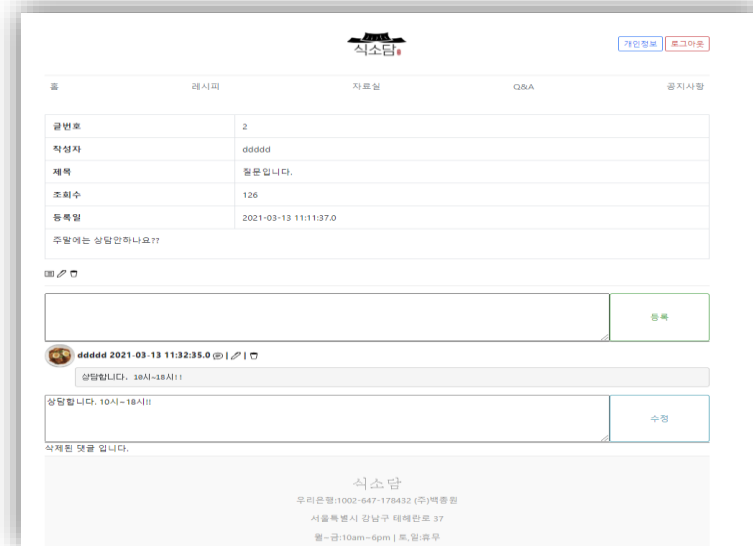 식소담
개인정보 로그아웃
홈 레시피 자료실 Q&A 공지사항
글번호 2
작성자 ddddd
제목 질문입니다.
조회수 126
등록일 2021-03-13 11:11:37.0
주말에는 상담안하나요??
등록
ddddd 2021-03-13 11:32:35.0 | |
상담합니다. 10시~18시!!
상담합니다. 10시~18시!!
수정
삭제된 댓글 입니다.
식소담
우리은행:1002-647-178432 (주)백종원
서울특별시 강남구 테헤란로 37
월~금:10am~6pm | 토,일:휴무